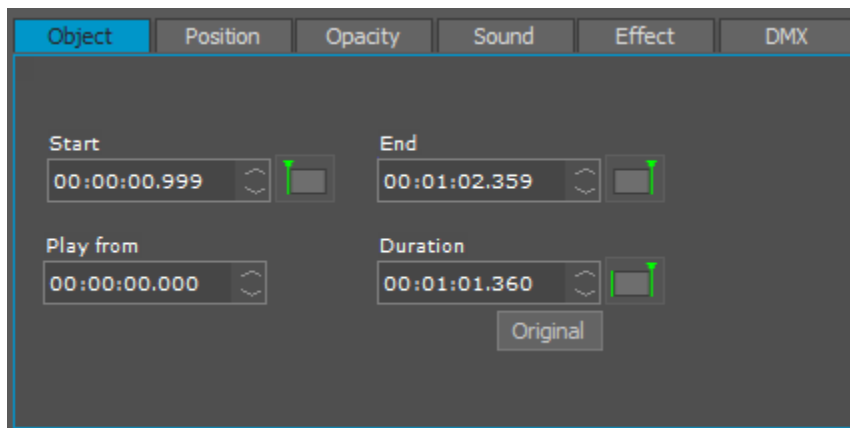 Object Position Opacity Sound Effect DMX
Start End
00:00:00.999 00:01:02.359
Play from Duration
00:00:00.000 00:01:01.360
Original